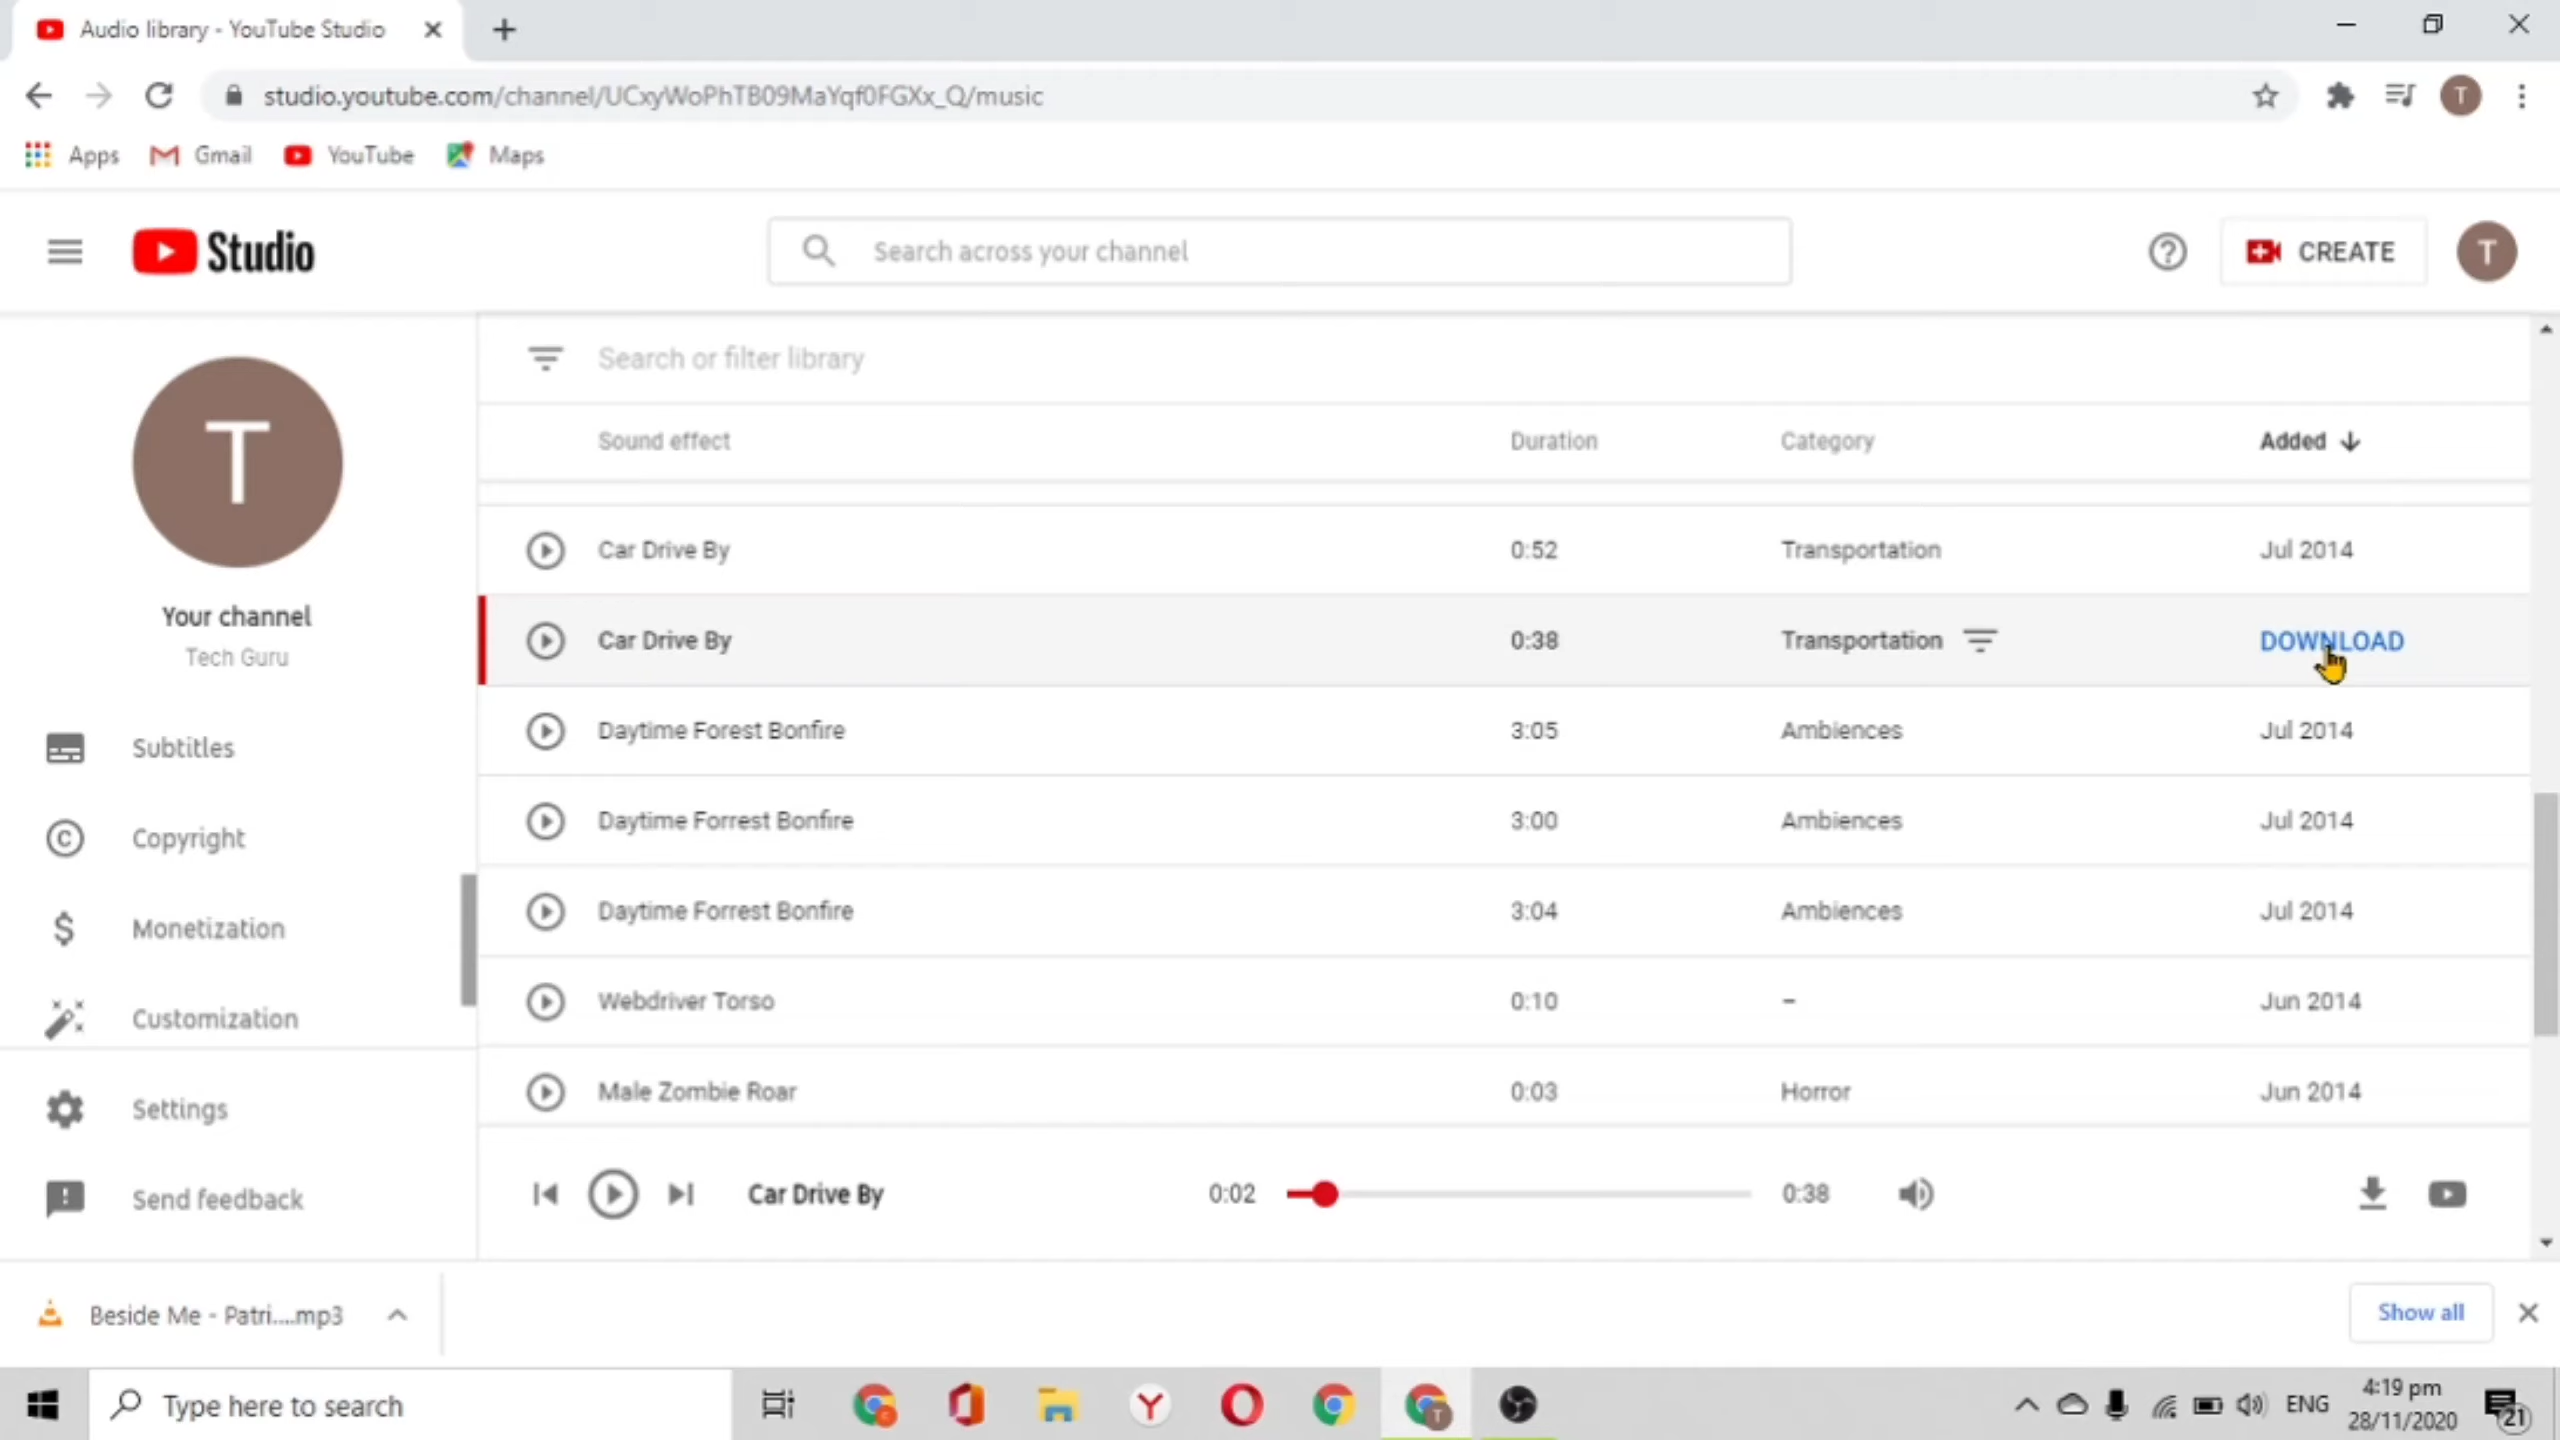 Audio library - YouTube Studio
studio.youtube.com/channel/UCxyWoPhTB09MaYqf0FGXx_Q/music
T
Apps Gmail YouTube Maps
Studio
Search across your channel
CREATE
T
T
Your channel
Tech Guru
Subtitles
Copyright
Monetization
Customization
Settings
Send feedback
Search or filter library
Sound effect Duration Category Added
Car Drive By 0:52 Transportation Jul 2014
Car Drive By 0:38 Transportation DOWNLOAD
Daytime Forest Bonfire 3:05 Ambiences Jul 2014
Daytime Forrest Bonfire 3:00 Ambiences Jul 2014
Daytime Forrest Bonfire 3:04 Ambiences Jul 2014
Webdriver Torso 0:10 – Jun 2014
Male Zombie Roar 0:03 Horror Jun 2014
Car Drive By 0:02 0:38
Beside Me - Patri....mp3
Show all
Type here to search
ENG
4:19 pm
28/11/2020
21